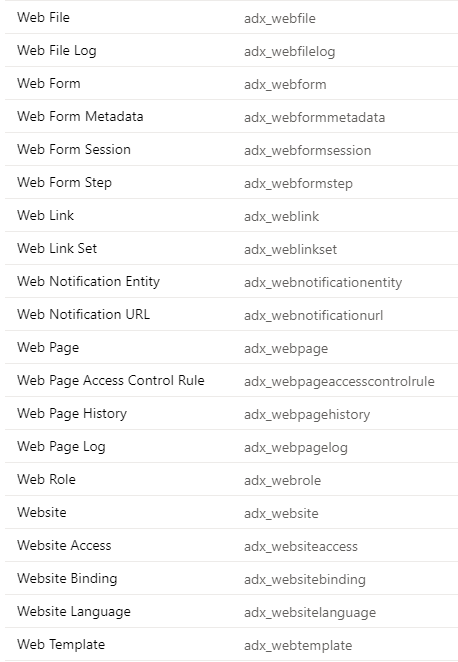 Web File adx_webfile
Web File Log adx_webfilelog
Web Form adx_webform
Web Form Metadata adx_webformmetadata
Web Form Session adx_webformsession
Web Form Step adx_webformstep
Web Link adx_weblink
Web Link Set adx_weblinkset
Web Notification Entity adx_webnotificationentity
Web Notification URL adx_webnotificationurl
Web Page adx_webpage
Web Page Access Control Rule adx_webpageaccesscontrolrule
Web Page History adx_webpagehistory
Web Page Log adx_webpagelog
Web Role adx_webrole
Website adx_website
Website Access adx_websiteaccess
Website Binding adx_websitebinding
Website Language adx_websitelanguage
Web Template adx_webtemplate